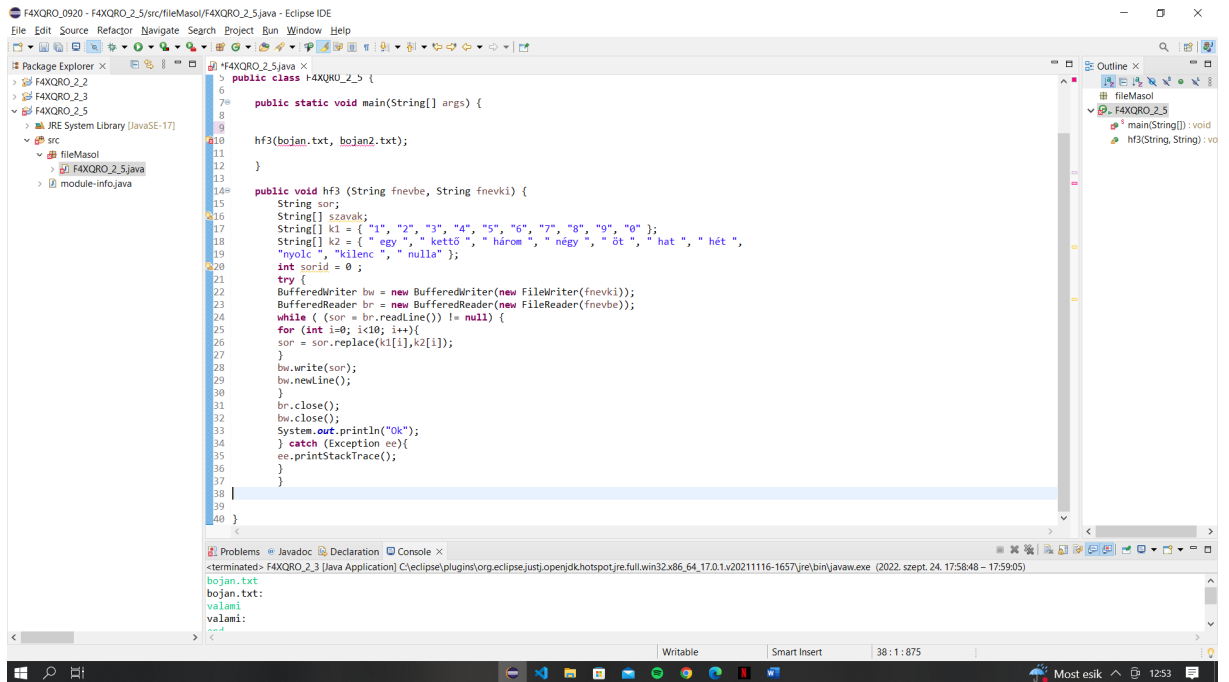 F4XQRO_0920 - F4XQRO_2_5/src/fileMasol/F4XQRO_2_5.java - Eclipse IDE
File Edit Source Refactor Navigate Search Project Run Window Help
Package Explorer
F4XQRO_2_2
F4XQRO_2_3
F4XQRO_2_5
JRE System Library [JavaSE-17]
src
fileMasol
F4XQRO_2_5.java
module-info.java
*F4XQRO_2_5.java
5 public class F4XQRO_2_5 {
6
7 public static void main(String[] args) {
8
9
10 hf3(bojan.txt, bojan2.txt);
11
12 }
13
14 public void hf3 (String fnevbe, String fnevki) {
15 String sor;
16 String[] szavak;
17 String[] k1 = { "1", "2", "3", "4", "5", "6", "7", "8", "9", "0" };
18 String[] k2 = { " egy ", " kettő ", " három ", " négy ", " öt ", " hat ", " hét ",
19 "nyolc ", "kilenc ", " nulla" };
20 int sorid = 0 ;
21 try {
22 BufferedWriter bw = new BufferedWriter(new FileWriter(fnevki));
23 BufferedReader br = new BufferedReader(new FileReader(fnevbe));
24 while ( (sor = br.readLine()) != null) {
25 for (int i=0; i<10; i++){
26 sor = sor.replace(k1[i],k2[i]);
27 }
28 bw.write(sor);
29 bw.newLine();
30 }
31 br.close();
32 bw.close();
33 System.out.println("Ok");
34 } catch (Exception ee){
35 ee.printStackTrace();
36 }
37 }
38
39
40 }
Outline
fileMasol
F4XQRO_2_5
main(String[]) : void
hf3(String, String) : vo
Problems Javadoc Declaration Console
<terminated> F4XQRO_2_3 [Java Application] C:\eclipse\plugins\org.eclipse.justj.openjdk.hotspot.jre.full.win32.x86_64_17.0.1.v20211116-1657\jre\bin\javaw.exe (2022. szept. 24. 17:58:48 – 17:59:05)
bojan.txt
bojan.txt:
valami
valami:
Writable Smart Insert 38 : 1 : 875
Most esik 12:53